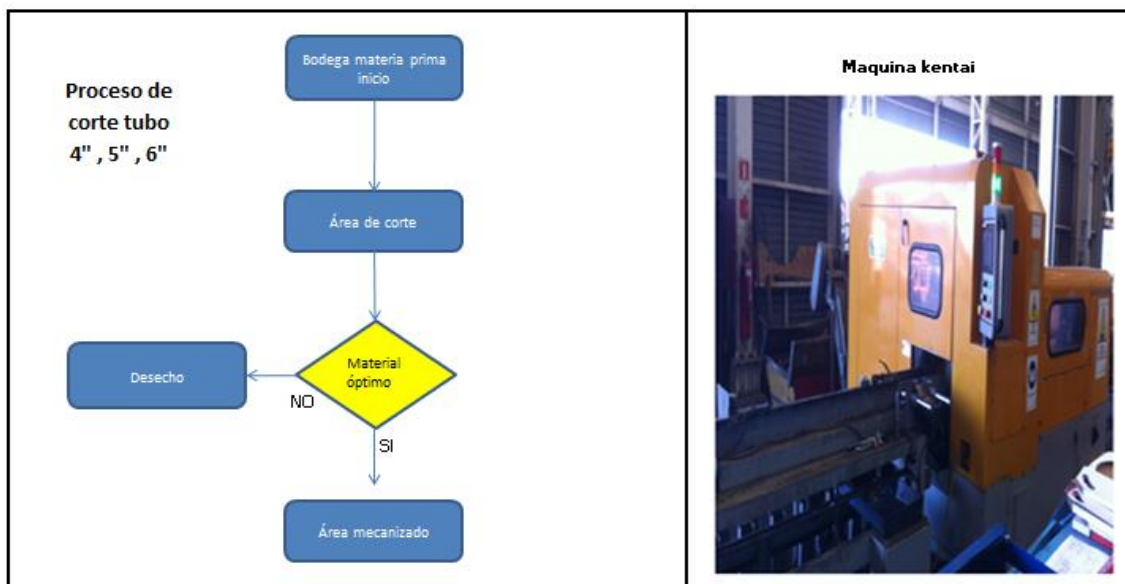 Proceso de
corte tubo
4" , 5" , 6"
Bodega materia prima
inicio
Área de corte
Material
óptimo
NO
Desecho
SI
Área mecanizado
Maquina kentai